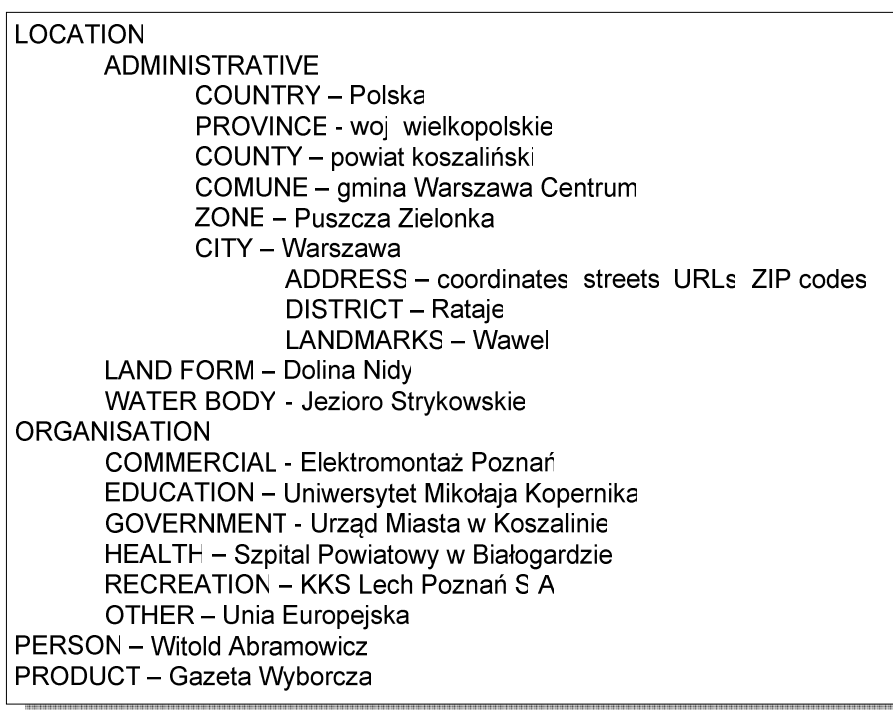 LOCATION
ADMINISTRATIVE
COUNTRY – Polska
PROVINCE - woj wielkopolskie
COUNTY – powiat koszaliński
COMUNE – gmina Warszawa Centrum
ZONE – Puszcza Zielonka
CITY – Warszawa
ADDRESS – coordinates streets URLs ZIP codes
DISTRICT – Rataje
LANDMARKS – Wawel
LAND FORM – Dolina Nidy
WATER BODY - Jezioro Strykowskie
ORGANISATION
COMMERCIAL - Elektromontaż Poznań
EDUCATION – Uniwersytet Mikołaja Kopernika
GOVERNMENT - Urząd Miasta w Koszalinie
HEALTH – Szpital Powiatowy w Białogardzie
RECREATION – KKS Lech Poznań S A
OTHER – Unia Europejska
PERSON – Witold Abramowicz
PRODUCT – Gazeta Wyborcza